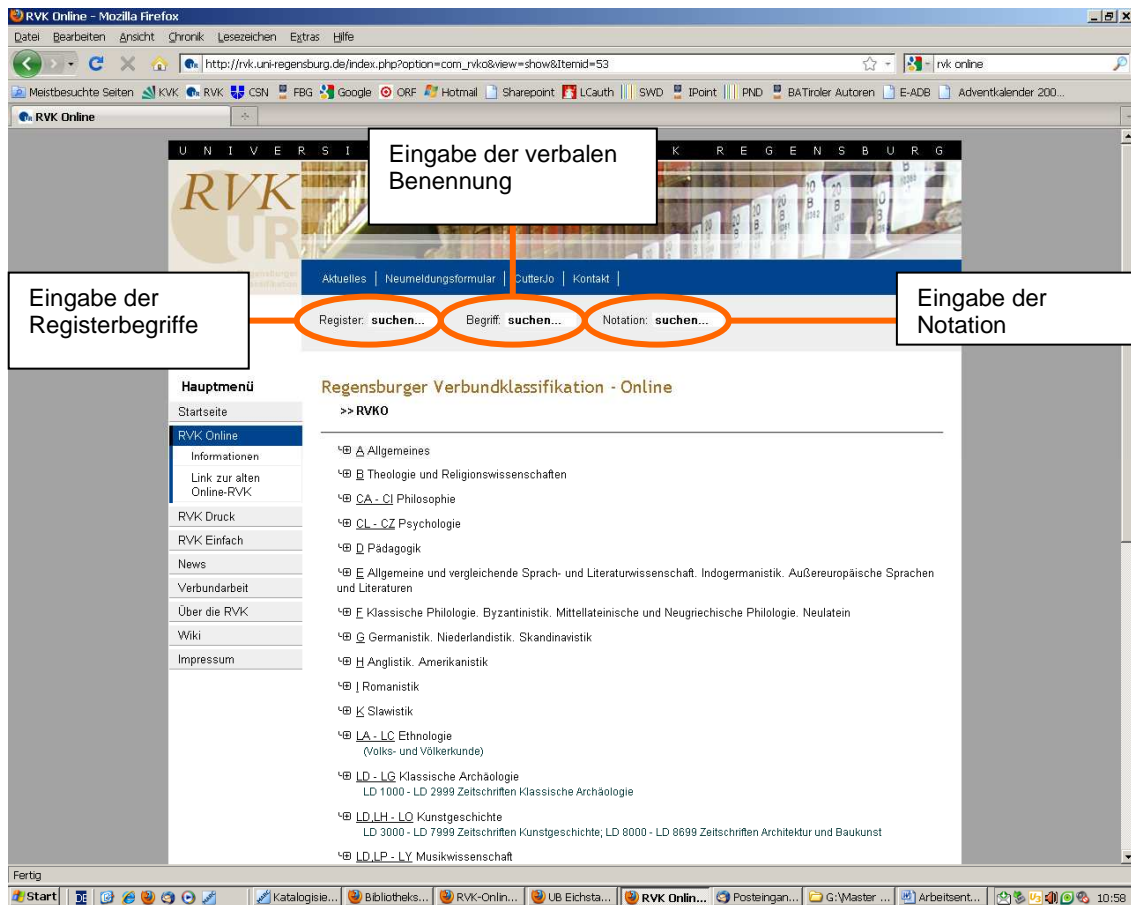 RVK Online - Mozilla Firefox
Datei Bearbeiten Ansicht Chronik Lesezeichen Extras Hilfe
http://rvk.uni-regensburg.de/index.php?option=com_rvko&view=show&Itemid=53
rvk online
Meistbesuchte Seiten KVK RVK CSN FBG Google ORF Hotmail Sharepoint LCauth SWD IPoint PND BATiroler Autoren E-ADB Adventkalender 200...
RVK Online
UNIVERSI
K REGENSBURG
Eingabe der verbalen
Benennung
RVK
UR
Aktuelles | Neumeldungsformular | CutterJo | Kontakt |
Eingabe der
Registerbegriffe
Eingabe der
Notation
Register: suchen... Begriff: suchen... Notation: suchen...
Hauptmenü
Startseite
RVK Online
Informationen
Link zur alten
Online-RVK
RVK Druck
RVK Einfach
News
Verbundarbeit
Über die RVK
Wiki
Impressum
Regensburger Verbundklassifikation - Online
>> RVKO
A Allgemeines
B Theologie und Religionswissenschaften
CA - CI Philosophie
CL - CZ Psychologie
D Pädagogik
E Allgemeine und vergleichende Sprach- und Literaturwissenschaft. Indogermanistik. Außereuropäische Sprachen
und Literaturen
F Klassische Philologie. Byzantinistik. Mittellateinische und Neugriechische Philologie. Neulatein
G Germanistik. Niederlandistik. Skandinavistik
H Anglistik. Amerikanistik
I Romanistik
K Slawistik
LA - LC Ethnologie
(Volks- und Völkerkunde)
LD - LG Klassische Archäologie
LD 1000 - LD 2999 Zeitschriften Klassische Archäologie
LD,LH - LO Kunstgeschichte
LD 3000 - LD 7999 Zeitschriften Kunstgeschichte; LD 8000 - LD 8699 Zeitschriften Architektur und Baukunst
LD,LP - LY Musikwissenschaft
Fertig
Start DE Katalogisie... Bibliotheks... RVK-Onlin... UB Eichsta... RVK Onlin... Posteingan... G:\Master ... Arbeitsent... 10:58